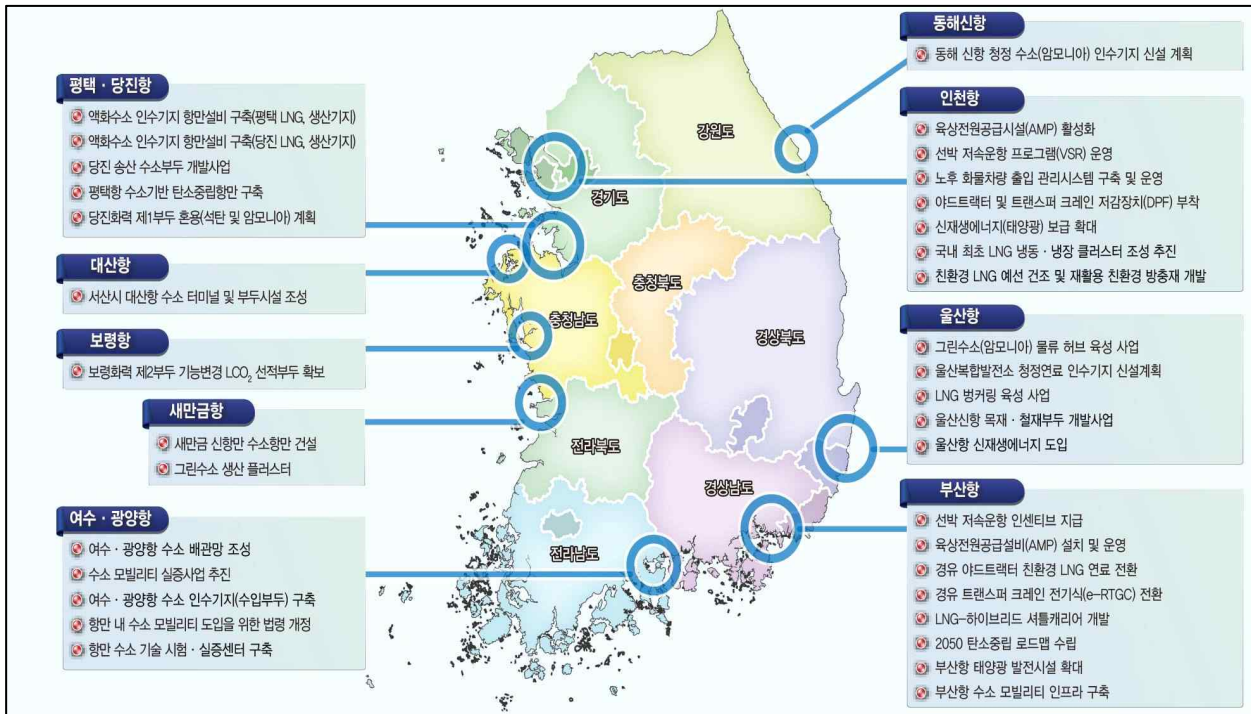 평택 · 당진항
액화수소 인수기지 항만설비 구축(평택 LNG, 생산기지)
액화수소 인수기지 항만설비 구축(당진 LNG, 생산기지)
당진 송산 수소부두 개발사업
평택항 수소기반 탄소중립항만 구축
당진화력 제1부두 혼용(석탄 및 암모니아) 계획
대산항
서산시 대산항 수소 터미널 및 부두시설 조성
보령항
보령화력 제2부두 기능변경 LCO₂ 선적부두 확보
새만금항
새만금 신항만 수소항만 건설
그린수소 생산 플러스터
여수 · 광양항
여수 · 광양항 수소 배관망 조성
수소 모빌리티 실증사업 추진
여수 · 광양항 수소 인수기지(수입부두) 구축
항만 내 수소 모빌리티 도입을 위한 법령 개정
항만 수소 기술 시험 · 실증센터 구축
강원도
경기도
충청북도
충청남도
경상북도
전라북도
경상남도
전라남도
동해신항
동해 신항 청정 수소(암모니아) 인수기지 신설 계획
인천항
육상전원공급시설(AMP) 활성화
선박 저속운항 프로그램(VSR) 운영
노후 화물차량 출입 관리시스템 구축 및 운영
야드트랙터 및 트랜스퍼 크레인 저감장치(DPF) 부착
신재생에너지(태양광) 보급 확대
국내 최초 LNG 냉동 · 냉장 클러스터 조성 추진
친환경 LNG 예선 건조 및 재활용 친환경 방충재 개발
울산항
그린수소(암모니아) 물류 허브 육성 사업
울산복합발전소 청정연료 인수기지 신설계획
LNG 벙커링 육성 사업
울산신항 목재 · 철재부두 개발사업
울산항 신재생에너지 도입
부산항
선박 저속운항 인센티브 지급
육상전원공급설비(AMP) 설치 및 운영
경유 야드트랙터 친환경 LNG 연료 전환
경유 트랜스퍼 크레인 전기식(e-RTGC) 전환
LNG-하이브리드 셔틀캐리어 개발
2050 탄소중립 로드맵 수립
부산항 태양광 발전시설 확대
부산항 수소 모빌리티 인프라 구축